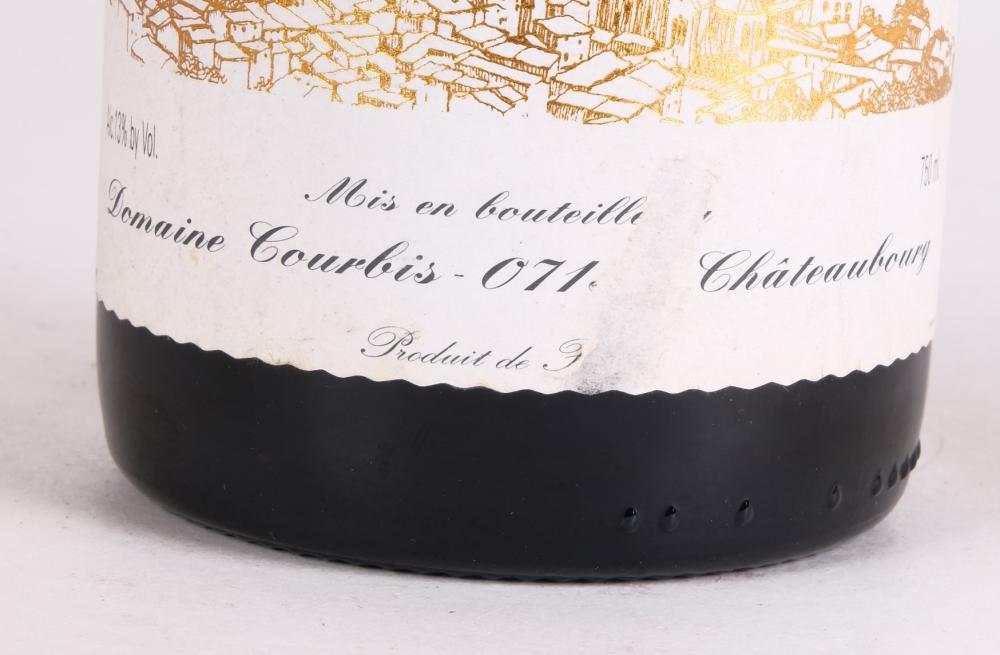 Alc.13% by Vol.
750 ml
Mis en bouteille
Domaine Courbis - 071 Châteaubourg
Produit de